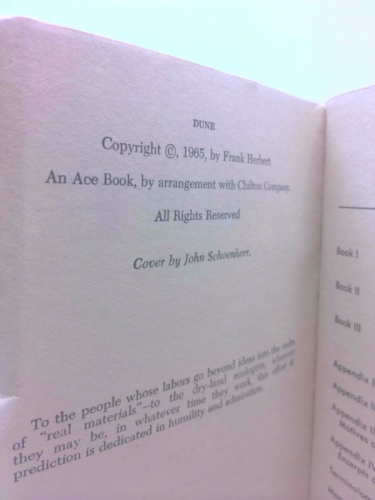 DUNE
Copyright ©, 1965, by Frank Herbert
An Ace Book, by arrangement with Chilton Company.
All Rights Reserved
Cover by John Schoenherr.
To the people whose labors go beyond ideas into the realm
of "real materials"—to the dry-land ecologists, wherever
they may be, in whatever time they work, this effort at
prediction is dedicated in humility and admiration.
Book I
Book II
Book III
Appendix I
Appendix
Appendix
Motives
Appendix
Excerpts